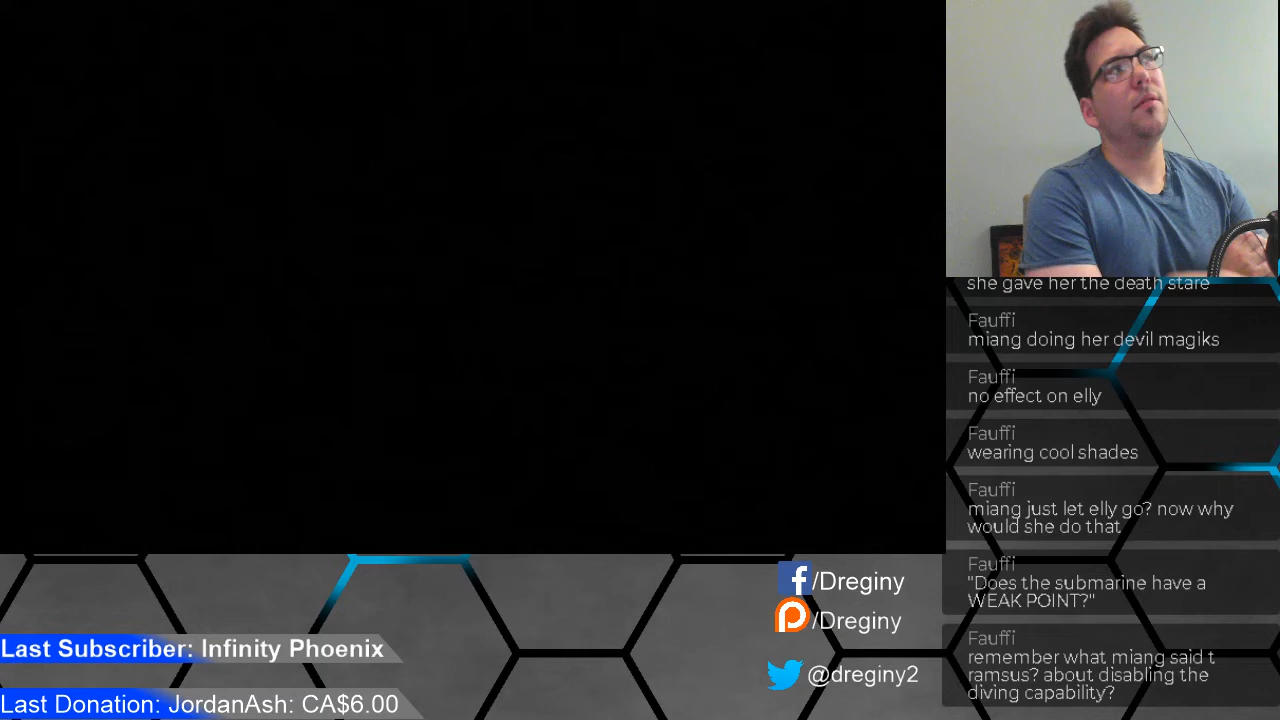 she gave her the death stare
Fauffi
miang doing her devil magiks
Fauffi
no effect on elly
Fauffi
wearing cool shades
Fauffi
miang just let elly go? now why
would she do that
Fauffi
"Does the submarine have a
WEAK POINT?"
Fauffi
remember what miang said t
ramsus? about disabling the
diving capability?
/Dreginy
/Dreginy
@dreginy2
Last Subscriber: Infinity Phoenix
Last Donation: JordanAsh: CA$6.00